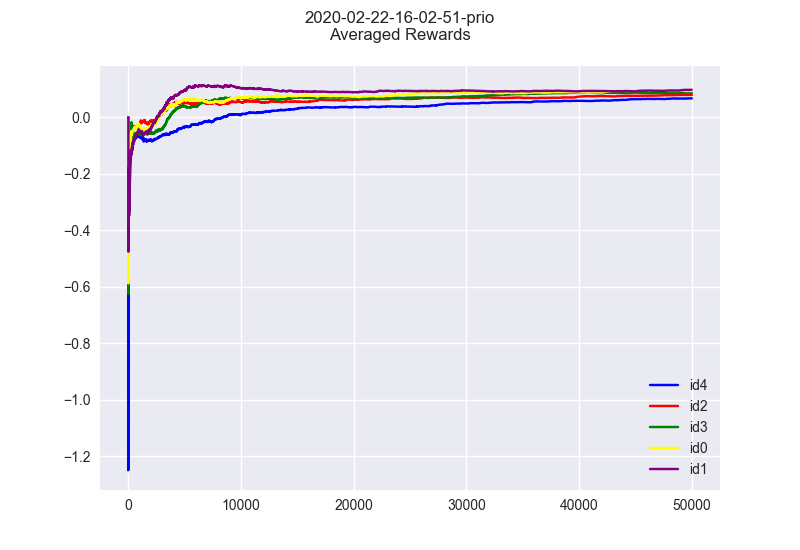 2020-02-22-16-02-51-prio
Averaged Rewards
0.0
−0.2
−0.4
−0.6
−0.8
−1.0
−1.2
0
10000
20000
30000
40000
50000
id4
id2
id3
id0
id1